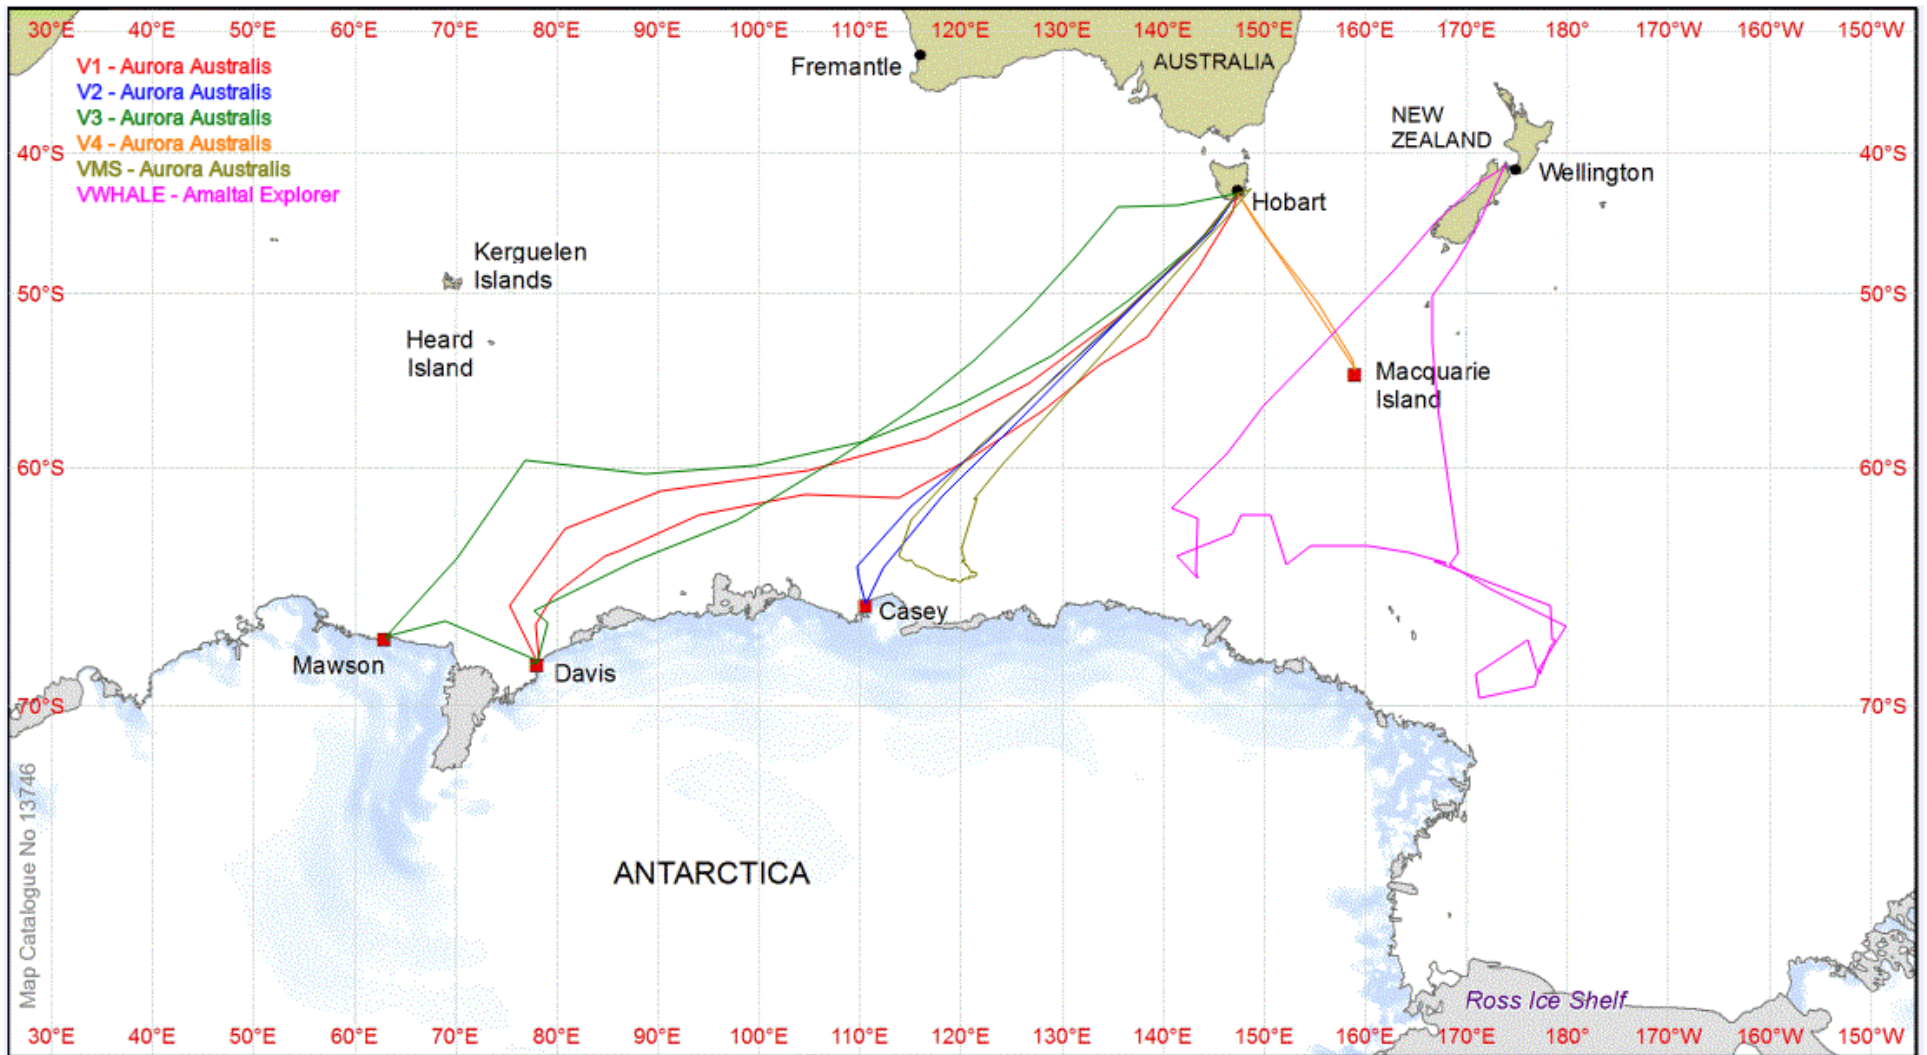 30°E 40°E 50°E 60°E 70°E 80°E 90°E 100°E 110°E 120°E 130°E 140°E 150°E 160°E 170°E 180° 170°W 160°W 150°W
V1 - Aurora Australis
V2 - Aurora Australis
V3 - Aurora Australis
V4 - Aurora Australis
VMS - Aurora Australis
VWHALE - Amaltal Explorer
Fremantle
AUSTRALIA
NEW
ZEALAND
40°S 40°S
Wellington
Hobart
Kerguelen
Islands
50°S 50°S
Heard
Island
Macquarie
Island
60°S 60°S
Casey
Mawson
Davis
70°S 70°S
Map Catalogue No 13746
ANTARCTICA
Ross Ice Shelf
30°E 40°E 50°E 60°E 70°E 80°E 90°E 100°E 110°E 120°E 130°E 140°E 150°E 160°E 170°E 180° 170°W 160°W 150°W